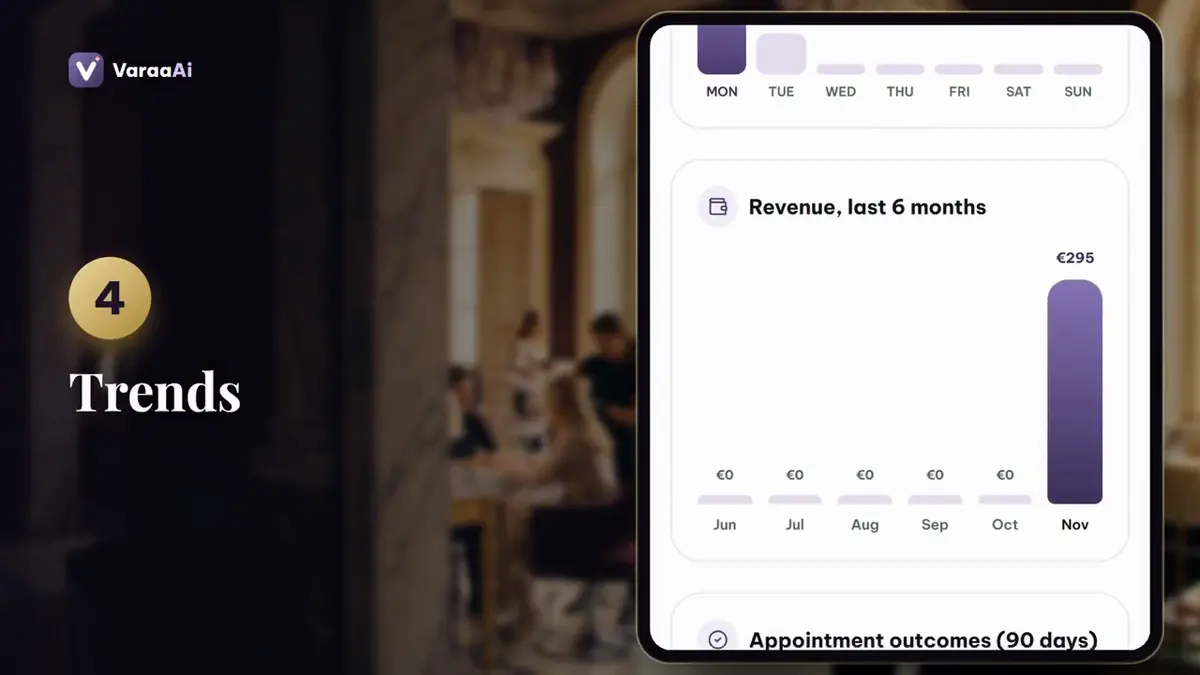 VaraaAi
4
Trends
MON TUE WED THU FRI SAT SUN
Revenue, last 6 months
€295
€0 €0 €0 €0 €0
Jun Jul Aug Sep Oct Nov
Appointment outcomes (90 days)